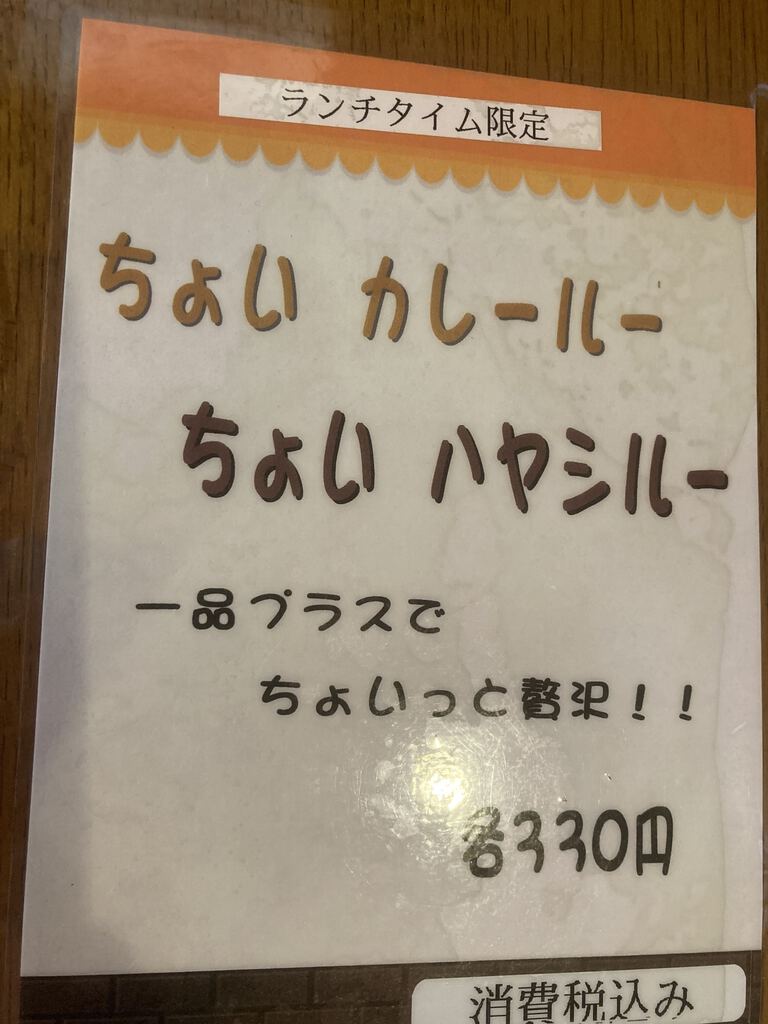 ランチタイム限定
ちょい カレールー
ちょい ハヤシルー
一品プラスで
ちょいっと贅沢！！
各330円
消費税込み